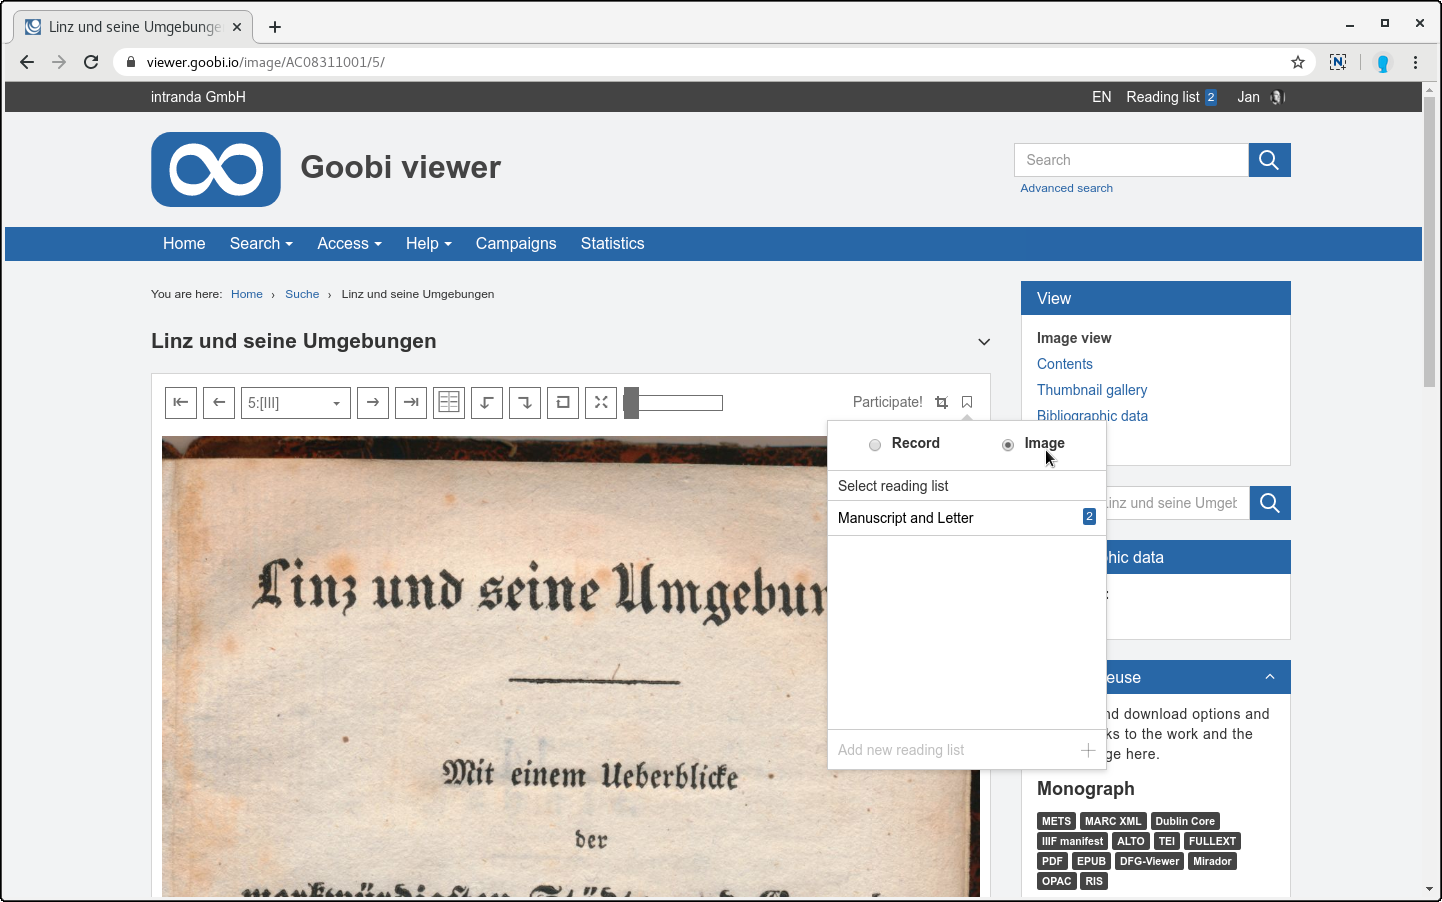 Linz und seine Umgebunge
viewer.goobi.io/image/AC08311001/5/
intranda GmbH
EN Reading list 2 Jan
Goobi viewer
Search
Advanced search
Home Search Access Help Campaigns Statistics
You are here: Home › Suche › Linz und seine Umgebungen
Linz und seine Umgebungen
5:[III]
Participate!
Record Image
Select reading list
Manuscript and Letter 2
Add new reading list
Linz und seine Umgebun
Mit einem Ueberblicke
der
View
Image view
Contents
Thumbnail gallery
Bibliographic data
inz und seine Umget
hic data
:
euse
nd download options and
ks to the work and the
ge here.
Monograph
METS MARC XML Dublin Core
IIIF manifest ALTO TEI FULLEXT
PDF EPUB DFG-Viewer Mirador
OPAC RIS